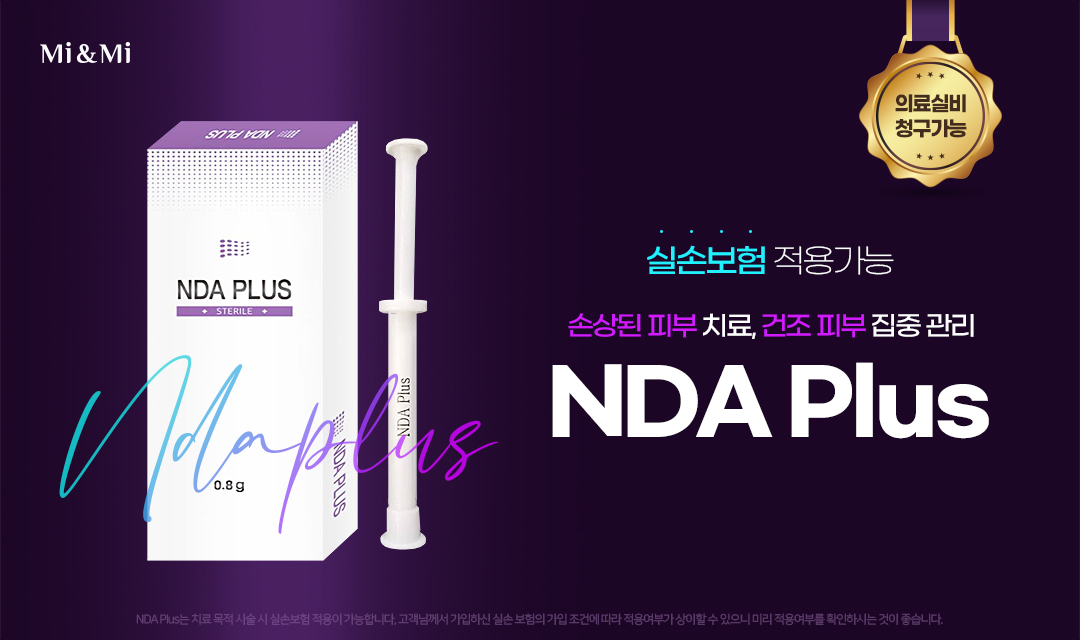 Mi&Mi
의료실비
청구가능
NDA PLUS
NDA PLUS
STERILE
Ndaplus
0.8 g
NDA PLUS
NDA Plus
실손보험 적용가능
손상된 피부 치료, 건조 피부 집중 관리
NDA Plus
NDA Plus는 치료 목적 시술 시 실손보험 적용이 가능합니다. 고객님께서 가입하신 실손 보험의 가입 조건에 따라 적용여부가 상이할 수 있으니 미리 적용여부를 확인하시는 것이 좋습니다.